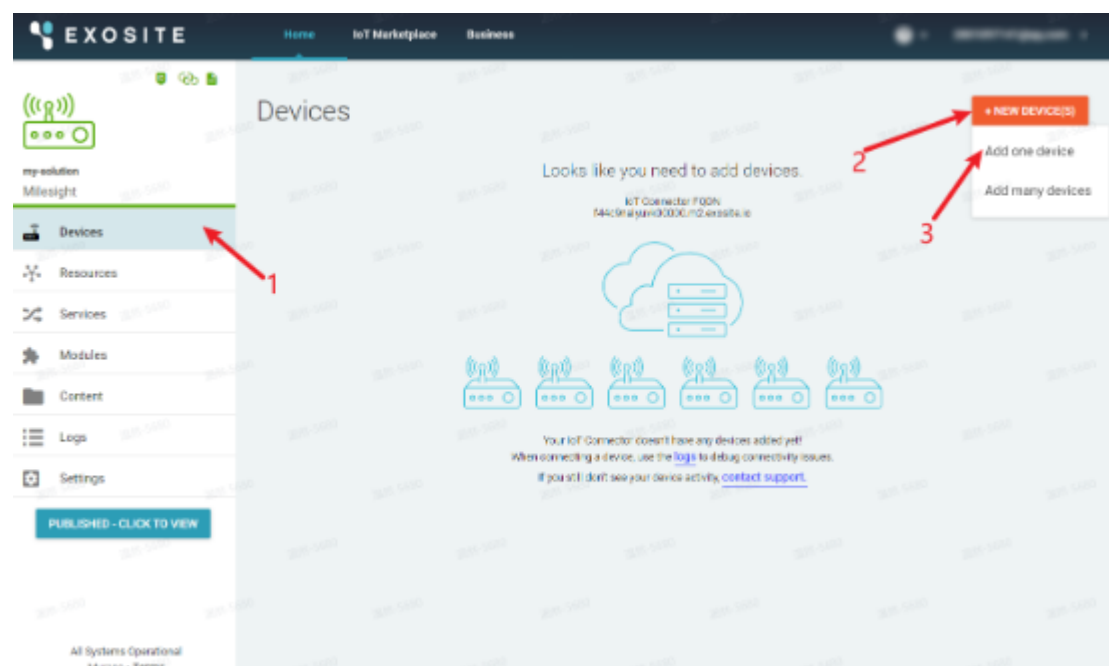 EXOSITE
Home IoT Marketplace Business
my-solution
Milesight
Devices
Resources
Services
Modules
Content
Logs
Settings
PUBLISHED - CLICK TO VIEW
All Systems Operational
Devices
+ NEW DEVICE(S)
Add one device
Add many devices
1
2
3
Looks like you need to add devices.
IoT Connector FQDN
Your IoT Connector doesn't have any devices added yet!
When connecting a device, use the logs to debug connectivity issues.
If you still don't see your device activity, contact support.